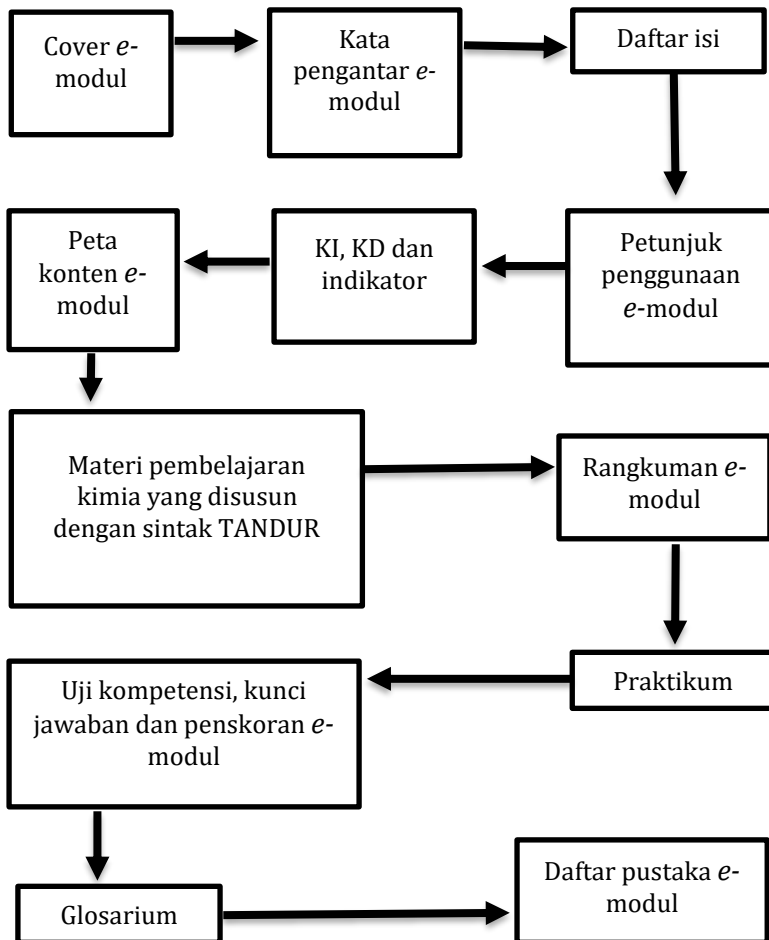 Cover e-
modul
Kata
pengantar e-
modul
Daftar isi
Petunjuk
penggunaan
e-modul
KI, KD dan
indikator
Peta
konten e-
modul
Materi pembelajaran
kimia yang disusun
dengan sintak TANDUR
Rangkuman e-
modul
Praktikum
Uji kompetensi, kunci
jawaban dan penskoran e-
modul
Glosarium
Daftar pustaka e-
modul